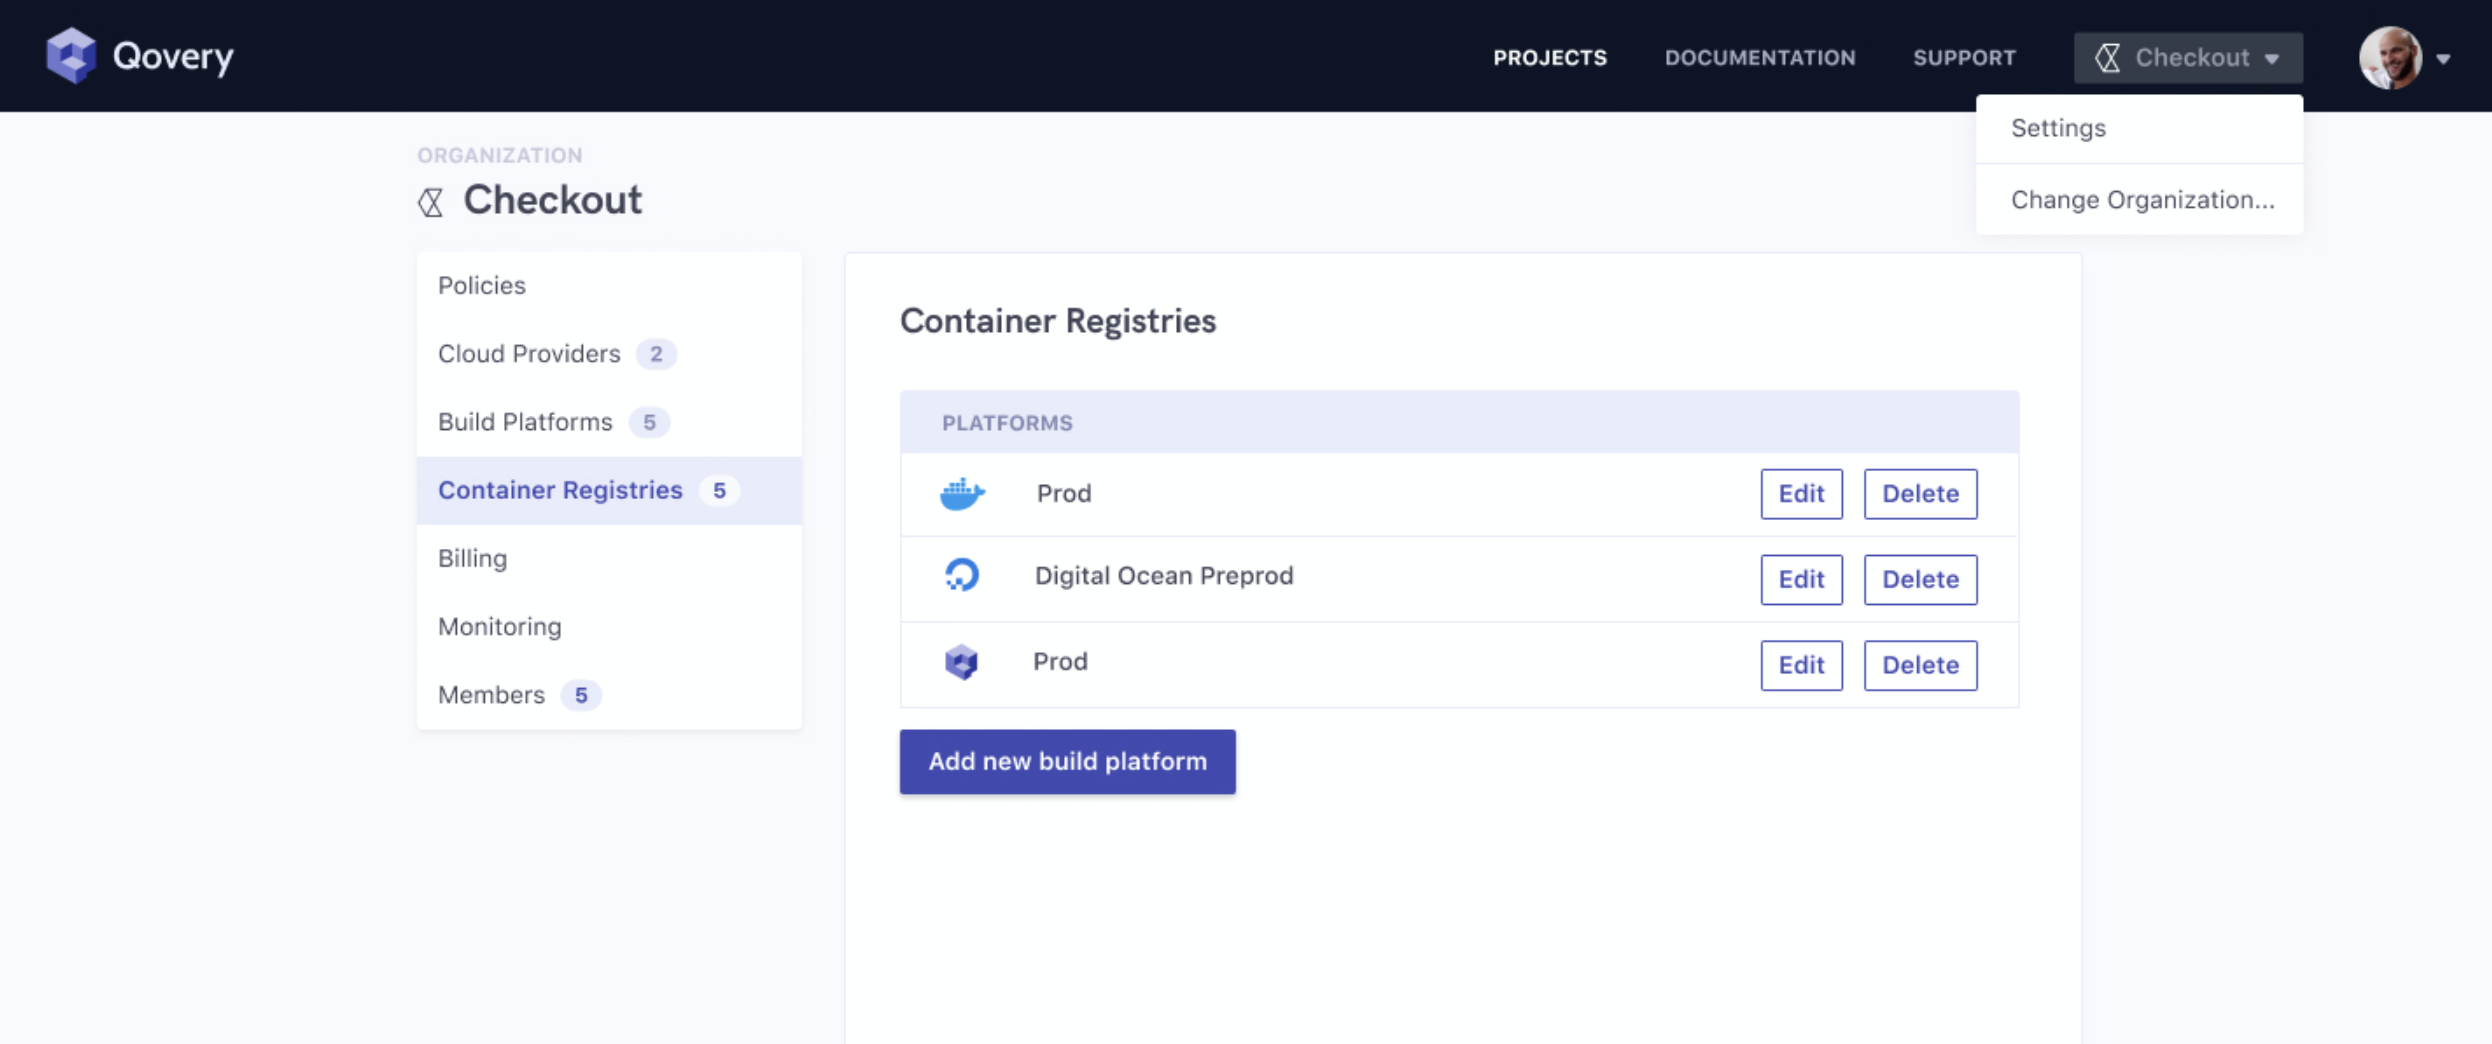 Qovery
PROJECTS
DOCUMENTATION
SUPPORT
Checkout
Settings
Change Organization...
ORGANIZATION
Checkout
Policies
Cloud Providers 2
Build Platforms 5
Container Registries 5
Billing
Monitoring
Members 5
Container Registries
PLATFORMS
Prod Edit Delete
Digital Ocean Preprod Edit Delete
Prod Edit Delete
Add new build platform